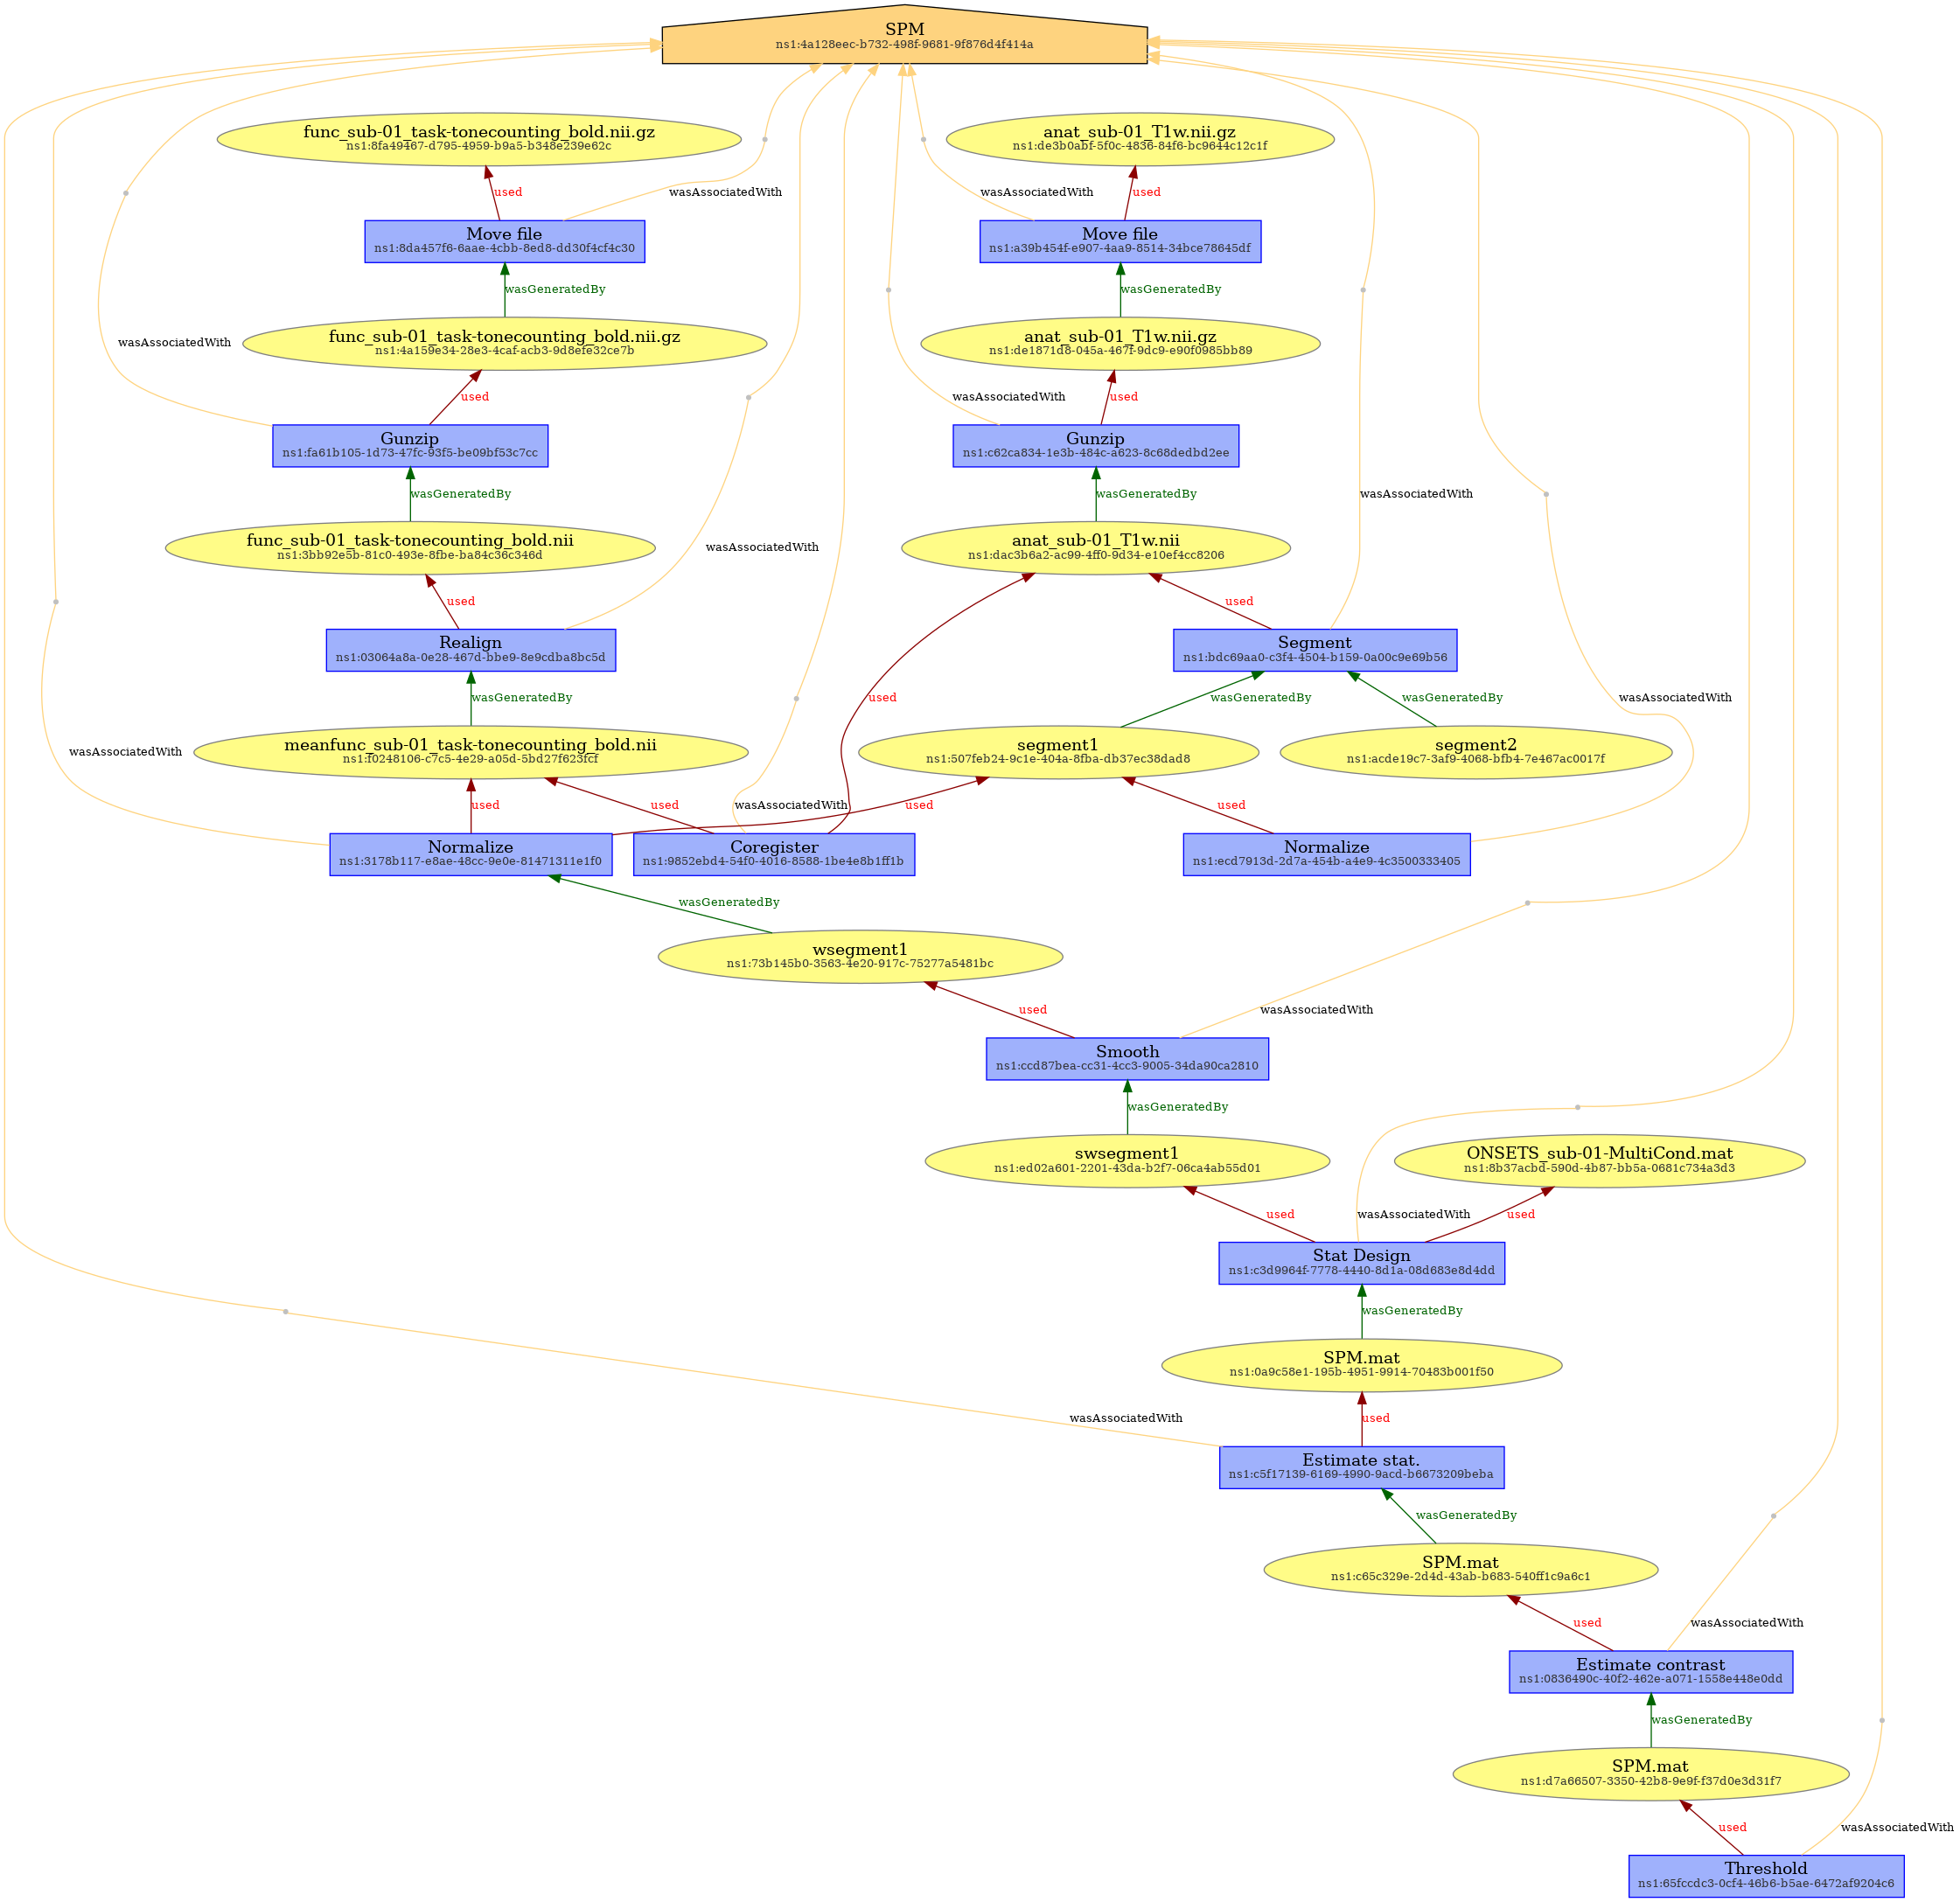 SPM
ns1:4a128eec-b732-498f-9681-9f876d4f414a
func_sub-01_task-tonecounting_bold.nii.gz
ns1:8fa49467-d795-4959-b9a5-b348e239e62c
anat_sub-01_T1w.nii.gz
ns1:de3b0abf-5f0c-4836-84f6-bc9644c12c1f
used
wasAssociatedWith
wasAssociatedWith
used
Move file
ns1:8da457f6-6aae-4cbb-8ed8-dd30f4cf4c30
Move file
ns1:a39b454f-e907-4aa9-8514-34bce78645df
wasGeneratedBy
wasGeneratedBy
wasAssociatedWith
func_sub-01_task-tonecounting_bold.nii.gz
ns1:4a159e34-28e3-4caf-acb3-9d8efe32ce7b
anat_sub-01_T1w.nii.gz
ns1:de1871d8-045a-467f-9dc9-e90f0985bb89
used
wasAssociatedWith
used
Gunzip
ns1:fa61b105-1d73-47fc-93f5-be09bf53c7cc
Gunzip
ns1:c62ca834-1e3b-484c-a623-8c68dedbd2ee
wasGeneratedBy
wasGeneratedBy
wasAssociatedWith
func_sub-01_task-tonecounting_bold.nii
ns1:3bb92e5b-81c0-493e-8fbe-ba84c36c346d
wasAssociatedWith
anat_sub-01_T1w.nii
ns1:dac3b6a2-ac99-4ff0-9d34-e10ef4cc8206
used
used
Realign
ns1:03064a8a-0e28-467d-bbe9-8e9cdba8bc5d
Segment
ns1:bdc69aa0-c3f4-4504-b159-0a00c9e69b56
wasGeneratedBy
used
wasGeneratedBy
wasGeneratedBy
wasAssociatedWith
wasAssociatedWith
meanfunc_sub-01_task-tonecounting_bold.nii
ns1:f0248106-c7c5-4e29-a05d-5bd27f623fcf
segment1
ns1:507feb24-9c1e-404a-8fba-db37ec38dad8
segment2
ns1:acde19c7-3af9-4068-bfb4-7e467ac0017f
used
used
wasAssociatedWith
used
used
Normalize
ns1:3178b117-e8ae-48cc-9e0e-81471311e1f0
Coregister
ns1:9852ebd4-54f0-4016-8588-1be4e8b1ff1b
Normalize
ns1:ecd7913d-2d7a-454b-a4e9-4c3500333405
wasGeneratedBy
wsegment1
ns1:73b145b0-3563-4e20-917c-75277a5481bc
used
wasAssociatedWith
Smooth
ns1:ccd87bea-cc31-4cc3-9005-34da90ca2810
wasGeneratedBy
swsegment1
ns1:ed02a601-2201-43da-b2f7-06ca4ab55d01
ONSETS_sub-01-MultiCond.mat
ns1:8b37acbd-590d-4b87-bb5a-0681c734a3d3
used
wasAssociatedWith
used
Stat Design
ns1:c3d9964f-7778-4440-8d1a-08d683e8d4dd
wasGeneratedBy
SPM.mat
ns1:0a9c58e1-195b-4951-9914-70483b001f50
wasAssociatedWith
used
Estimate stat.
ns1:c5f17139-6169-4990-9acd-b6673209beba
wasGeneratedBy
SPM.mat
ns1:c65c329e-2d4d-43ab-b683-540ff1c9a6c1
used
wasAssociatedWith
Estimate contrast
ns1:0836490c-40f2-462e-a071-1558e448e0dd
wasGeneratedBy
SPM.mat
ns1:d7a66507-3350-42b8-9e9f-f37d0e3d31f7
used
wasAssociatedWith
Threshold
ns1:65fccdc3-0cf4-46b6-b5ae-6472af9204c6